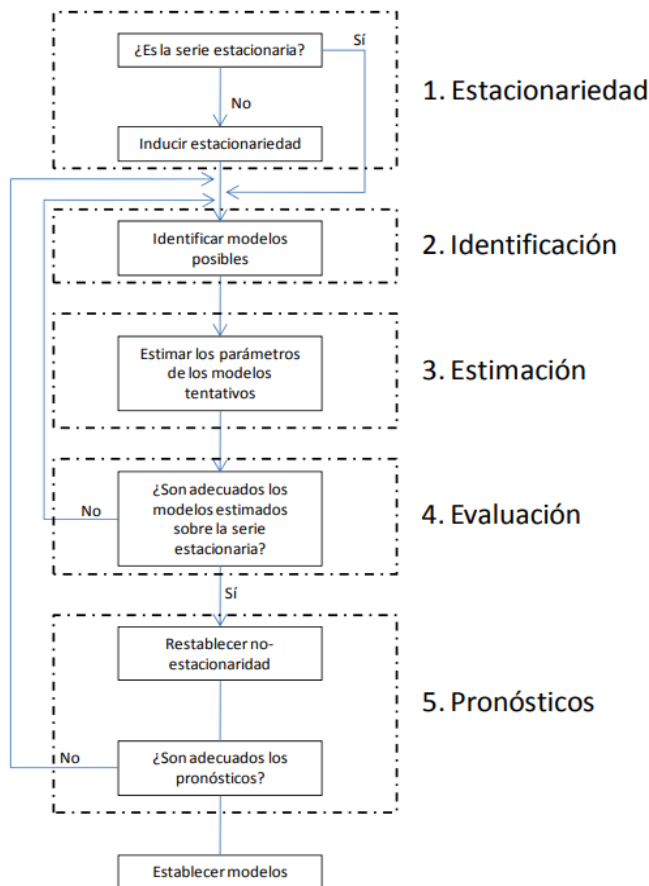 ¿Es la serie estacionaria?
Sí
No
Inducir estacionariedad
1. Estacionariedad
Identificar modelos
posibles
2. Identificación
Estimar los parámetros
de los modelos
tentativos
3. Estimación
¿Son adecuados los
modelos estimados
sobre la serie
estacionaria?
No
4. Evaluación
Sí
Restablecer no-
estacionaridad
5. Pronósticos
No
¿Son adecuados los
pronósticos?
Establecer modelos